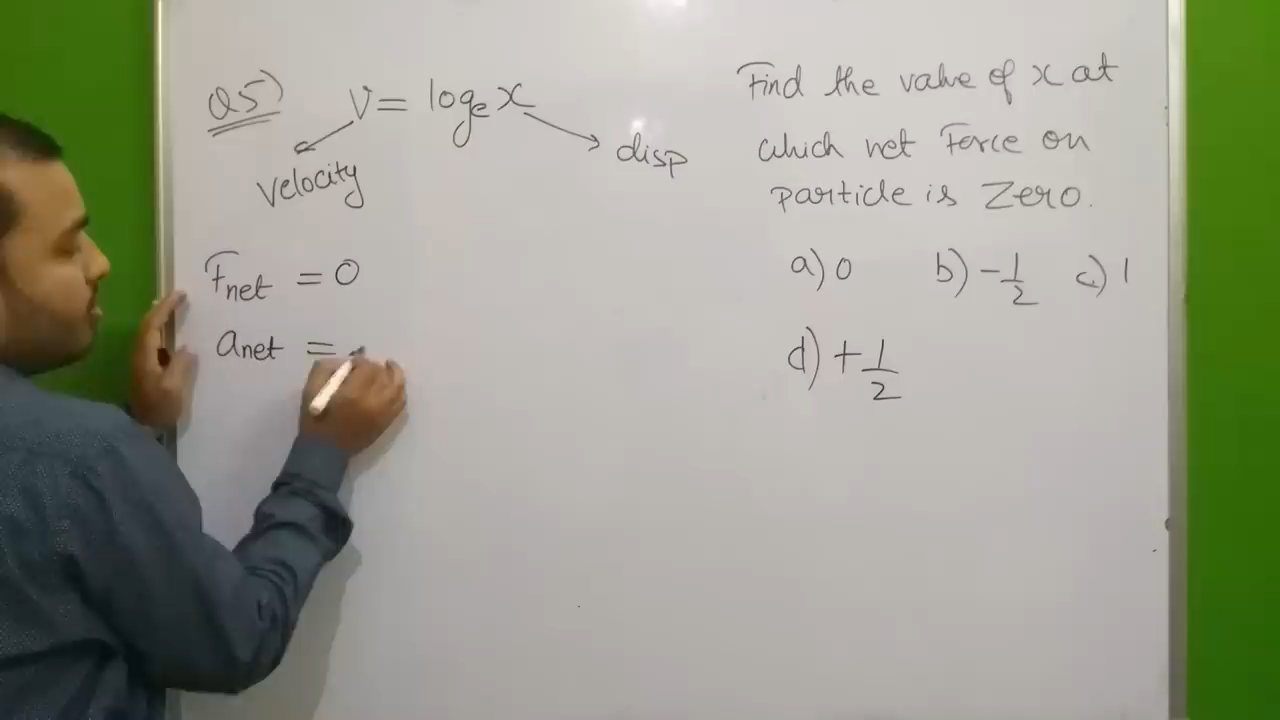 Q5)
V = logₑx
velocity
disp
Fnet = 0
anet =
Find the value of x at
which net Force on
particle is Zero.
a) 0 b) -1/2 c) 1
d) +1/2